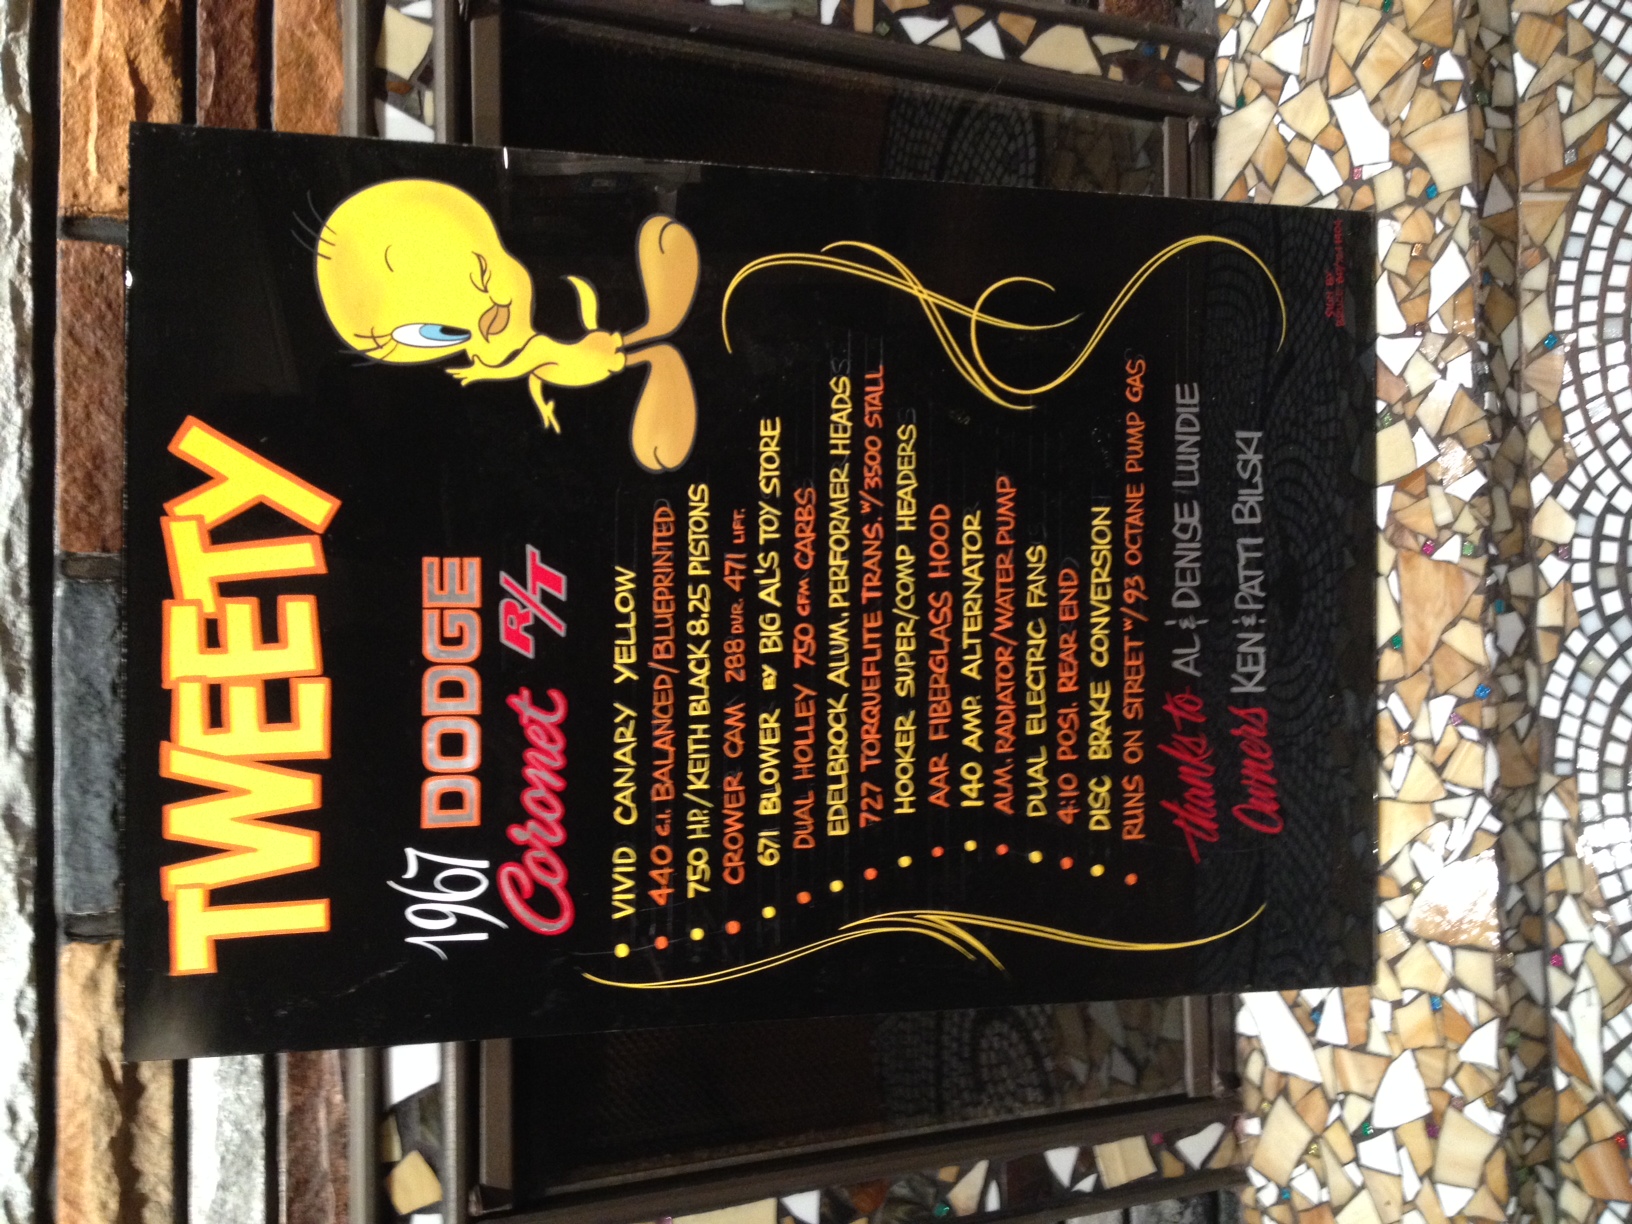 TWEETY
1967 DODGE
Coronet R/T
• VIVID CANARY YELLOW
• 440 C.I. BALANCED/BLUEPRINTED
• 750 H.P./KEITH BLACK 8.25 PISTONS
• CROWER CAM 288 DUR. 471 LIFT.
• 671 BLOWER BY BIG AL'S TOY STORE
• DUAL HOLLEY 750 CFM CARBS
• EDELBROCK ALUM. PERFORMER HEADS
• 727 TORQUEFLITE TRANS. W/3500 STALL
• HOOKER SUPER/COMP HEADERS
• AAR FIBERGLASS HOOD
• 140 AMP. ALTERNATOR
• ALM. RADIATOR/WATER PUMP
• DUAL ELECTRIC FANS
• 4:10 POSI. REAR END
• DISC BRAKE CONVERSION
• RUNS ON STREET W/93 OCTANE PUMP GAS
thanks to AL & DENISE LUNDIE
Owners KEN & PATTI BILSKI
SIGN BY
BRUCE